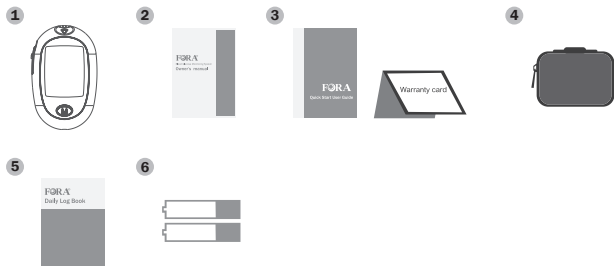 1
2
3
4
FORA
Owner's manual
FORA
Quick Start User Guide
Warranty card
5
6
FORA
Daily Log Book